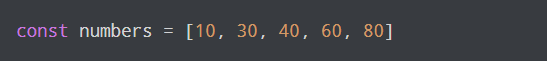 const numbers = [10, 30, 40, 60, 80]